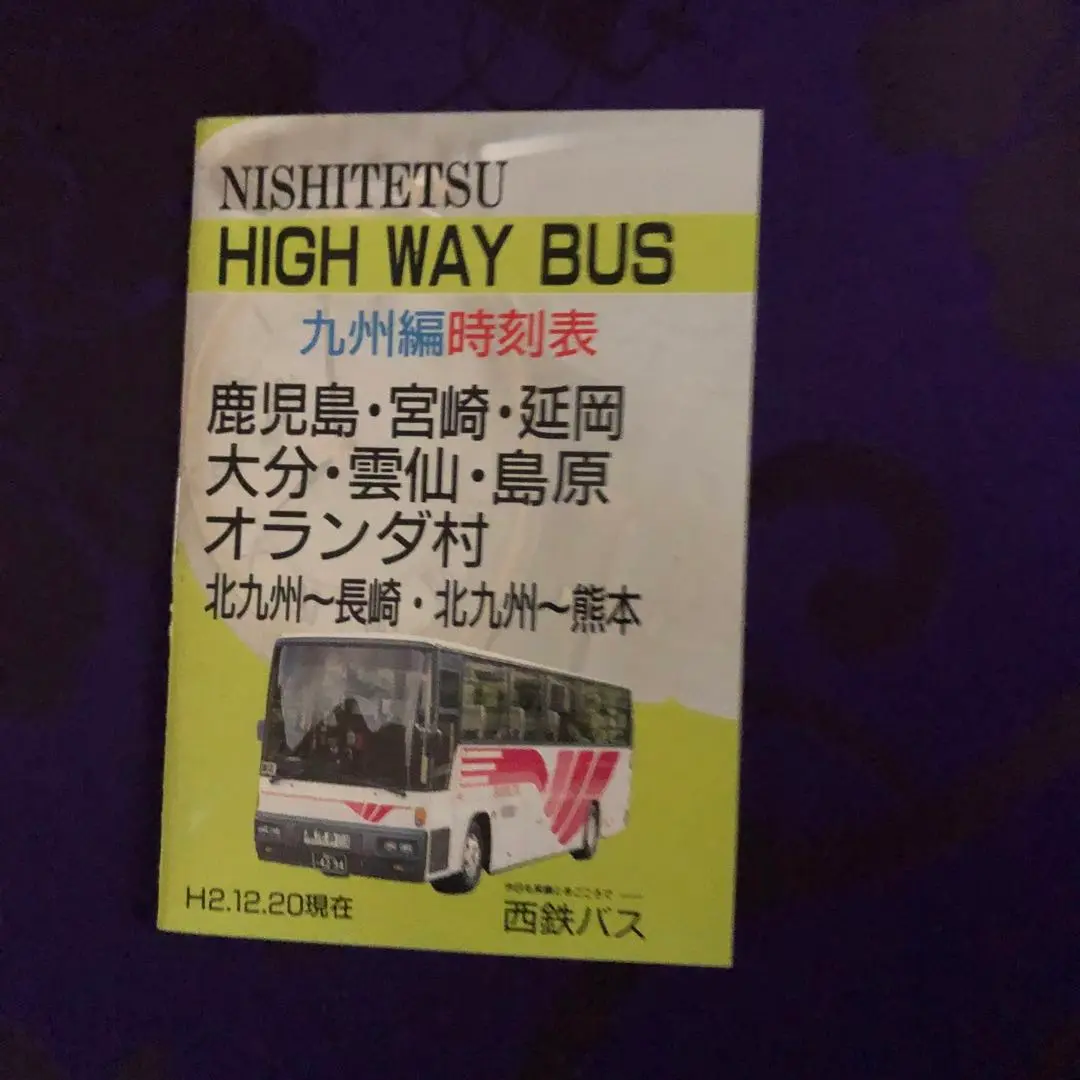 NISHITETSU
HIGH WAY BUS
九州編時刻表
鹿児島・宮崎・延岡
大分・雲仙・島原
オランダ村
北九州〜長崎・北九州〜熊本
H2.12.20現在
西鉄バス